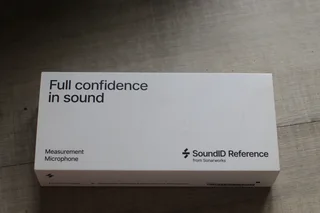 Full confidence
in sound
Measurement
Microphone
SoundID Reference
from Sonarworks